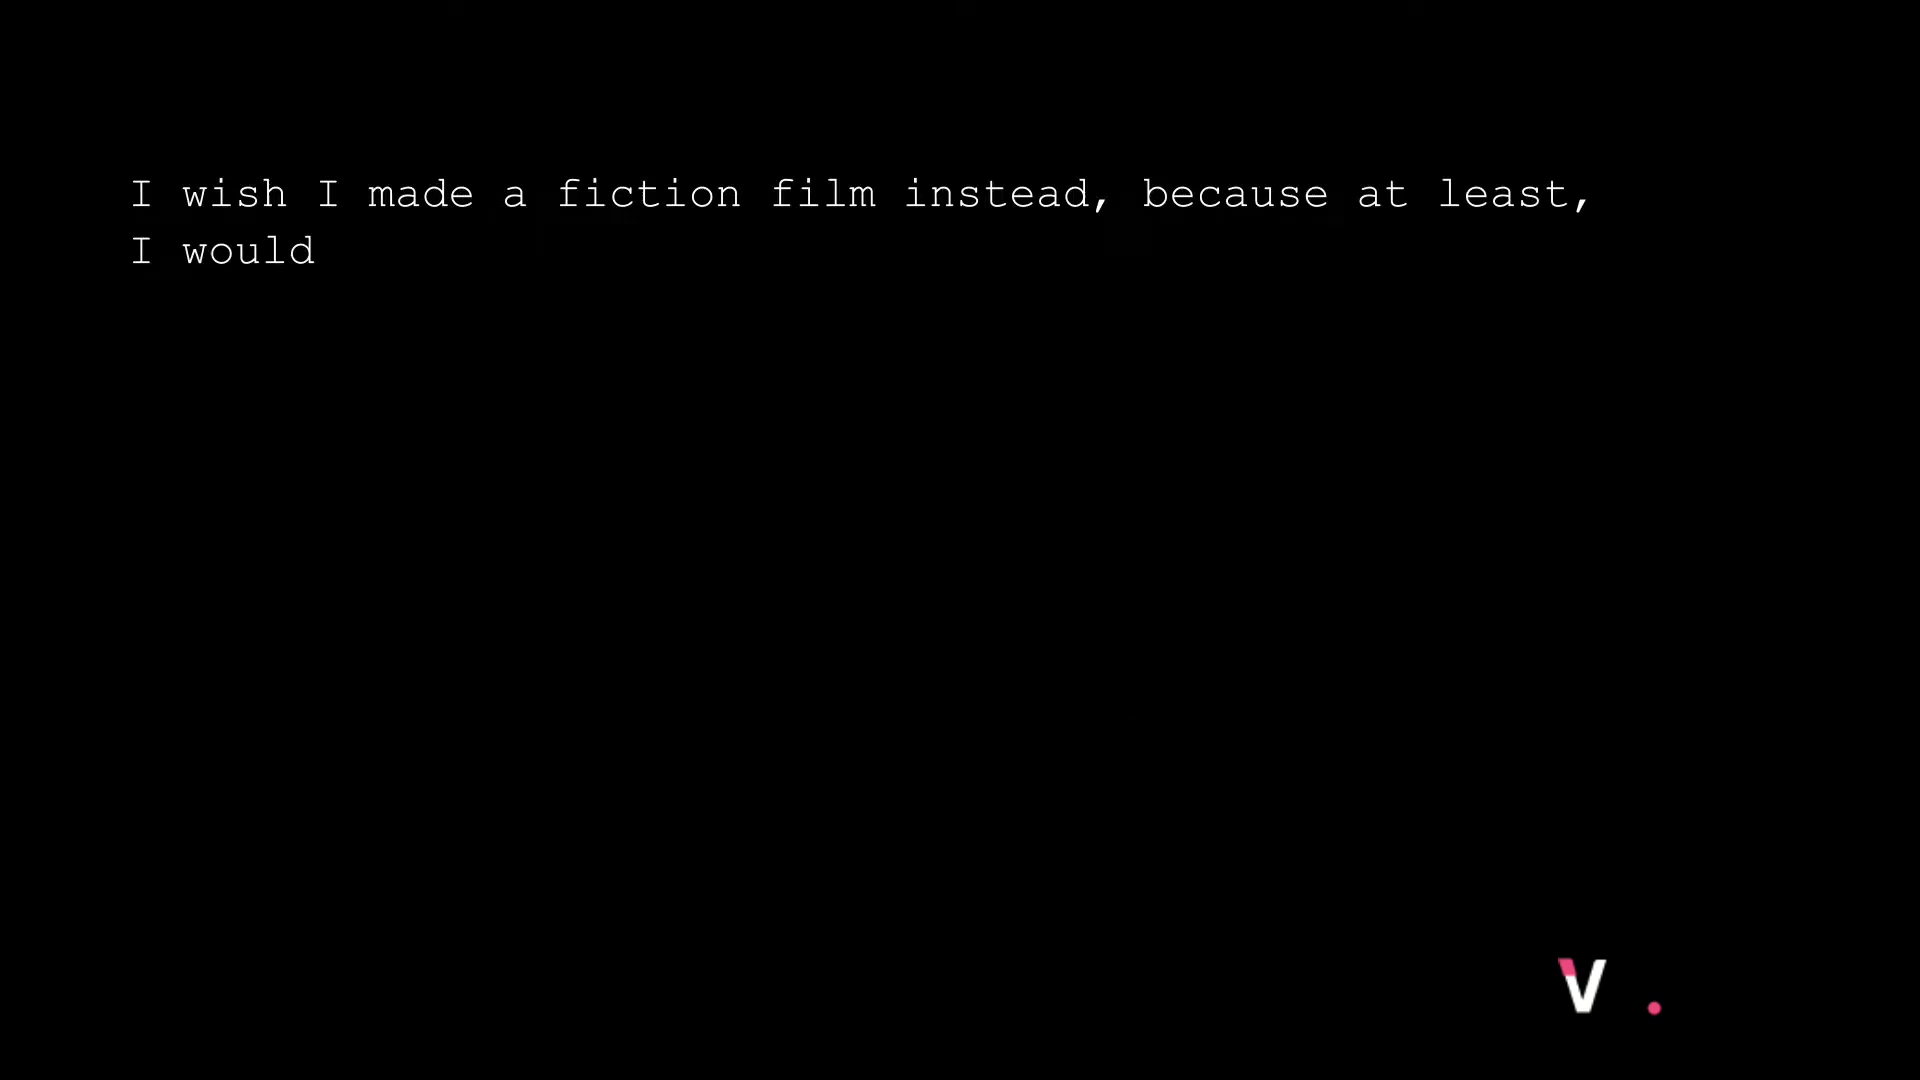 I wish I made a fiction film instead, because at least,
I would
V .